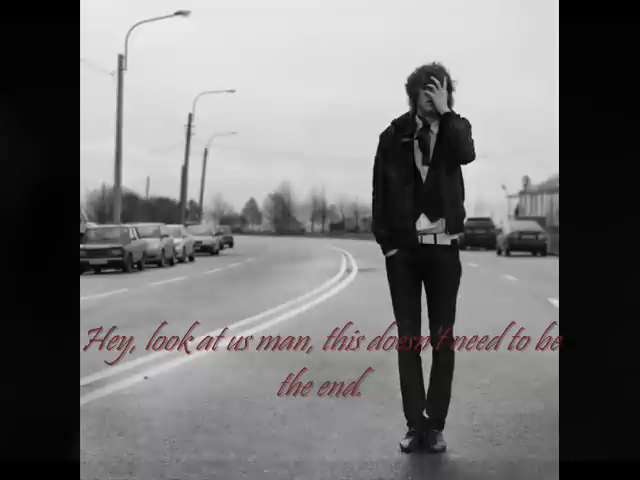 Hey, look at us man, this doesn't need to be
the end.